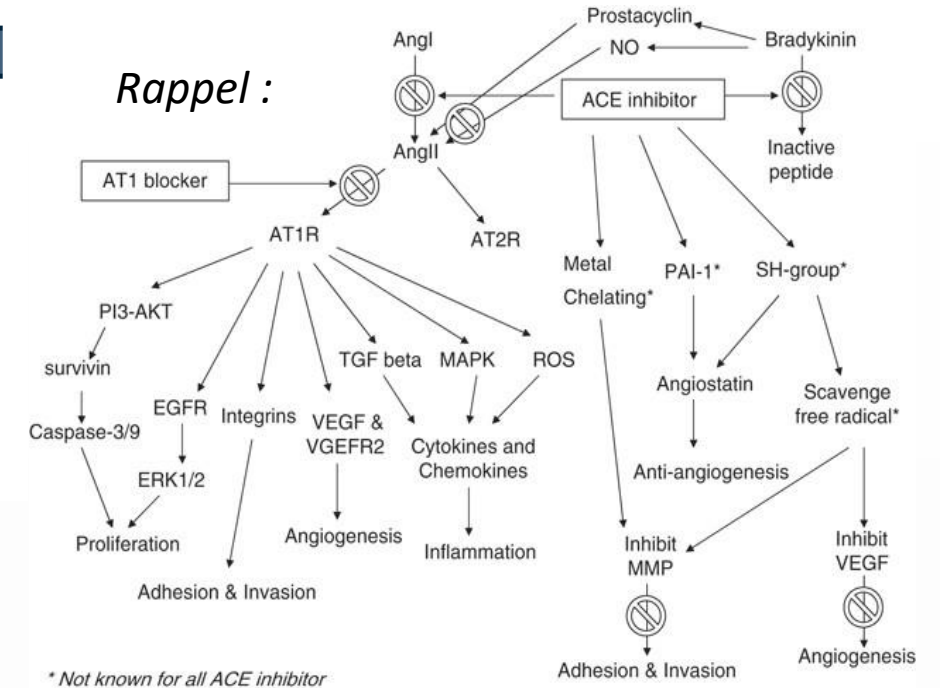 Rappel :
Prostacyclin
AngI
NO
Bradykinin
ACE inhibitor
AngII
Inactive
peptide
AT1 blocker
AT1R
AT2R
Metal
Chelating*
PAI-1*
SH-group*
PI3-AKT
survivin
TGF beta
MAPK
ROS
Angiostatin
Scavenge
free radical*
EGFR
Integrins
VEGF &
VGEFR2
Caspase-3/9
Cytokines and
Chemokines
ERK1/2
Anti-angiogenesis
Proliferation
Angiogenesis
Inflammation
Inhibit
MMP
Inhibit
VEGF
Adhesion & Invasion
Adhesion & Invasion
Angiogenesis
* Not known for all ACE inhibitor